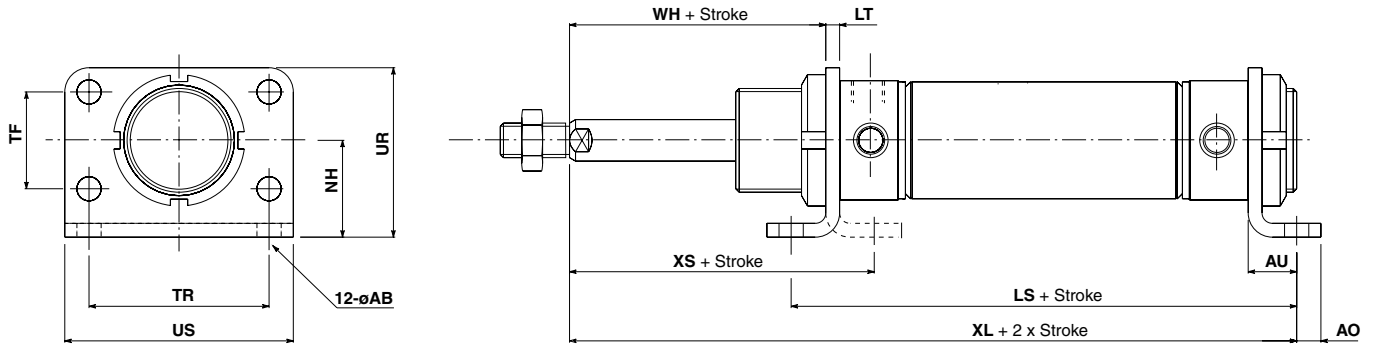 WH + Stroke
LT
TF
UR
NH
XS + Stroke
AU
TR
12-øAB
LS + Stroke
US
XL + 2 x Stroke
AO